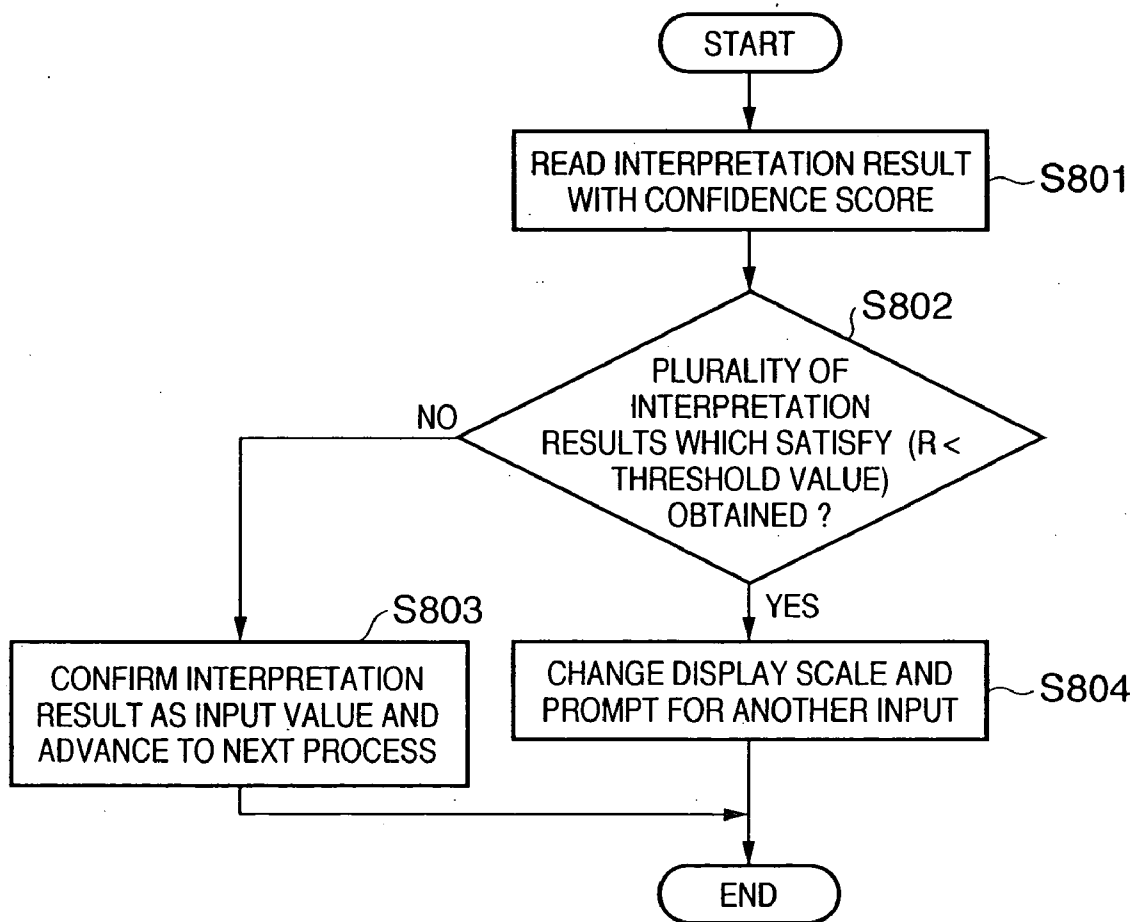 START
READ INTERPRETATION RESULT
WITH CONFIDENCE SCORE
S801
S802
PLURALITY OF
INTERPRETATION
RESULTS WHICH SATISFY (R <
THRESHOLD VALUE)
OBTAINED ?
NO
YES
S803
CONFIRM INTERPRETATION
RESULT AS INPUT VALUE AND
ADVANCE TO NEXT PROCESS
CHANGE DISPLAY SCALE AND
PROMPT FOR ANOTHER INPUT
S804
END